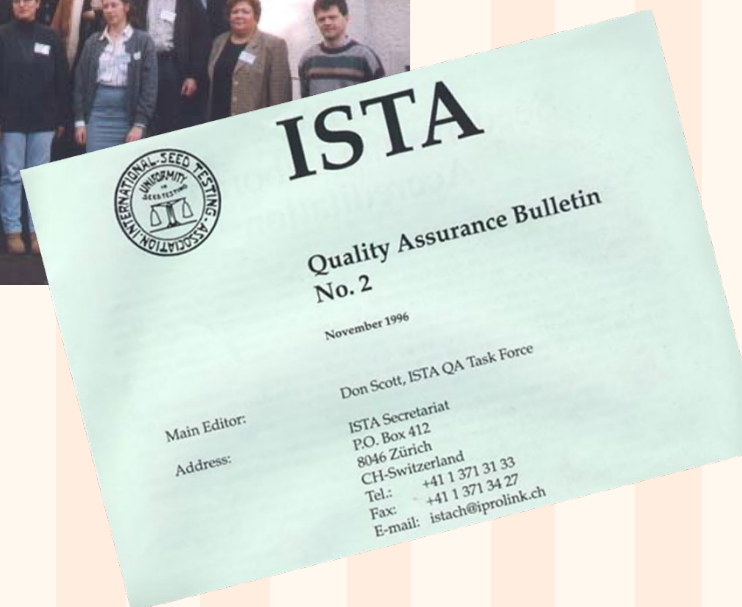 ISTA
INTERNATIONAL·SEED TESTING·ASSOCIATION·
UNIFORMITY
IN
SEED TESTING
Quality Assurance Bulletin
No. 2
November 1996
Main Editor: Don Scott, ISTA QA Task Force
Address: ISTA Secretariat
P.O. Box 412
8046 Zürich
CH-Switzerland
Tel.: +41 1 371 31 33
Fax: +41 1 371 34 27
E-mail: istach@iprolink.ch